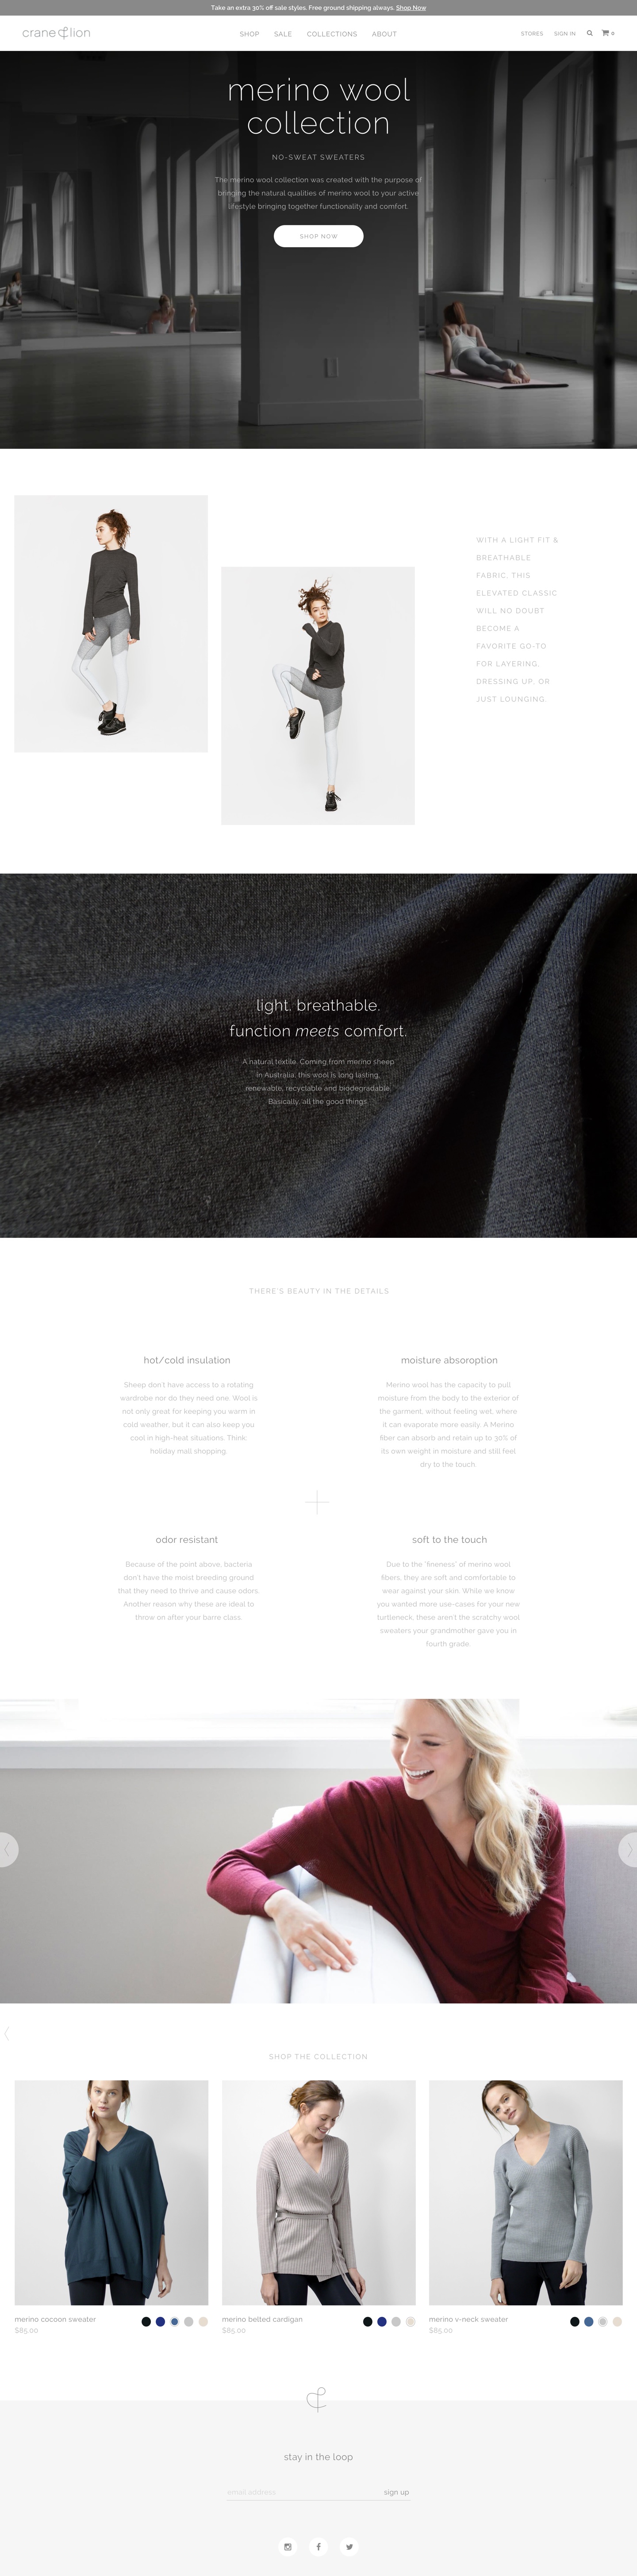 Take an extra 30% off sale styles. Free ground shipping always. Shop Now
crane&lion
SHOP SALE COLLECTIONS ABOUT
STORES SIGN IN 0
merino wool
collection
NO-SWEAT SWEATERS
The merino wool collection was created with the purpose of
bringing the natural qualities of merino wool to your active
lifestyle bringing together functionality and comfort.
SHOP NOW
WITH A LIGHT FIT &
BREATHABLE
FABRIC, THIS
ELEVATED CLASSIC
WILL NO DOUBT
BECOME A
FAVORITE GO-TO
FOR LAYERING,
DRESSING UP, OR
JUST LOUNGING.
light. breathable.
function meets comfort.
A natural textile. Coming from merino sheep
in Australia, this wool is long lasting,
renewable, recyclable and biodegradable.
Basically, all the good things.
THERE'S BEAUTY IN THE DETAILS
hot/cold insulation
Sheep don't have access to a rotating
wardrobe nor do they need one. Wool is
not only great for keeping you warm in
cold weather, but it can also keep you
cool in high-heat situations. Think:
holiday mall shopping.
moisture absoroption
Merino wool has the capacity to pull
moisture from the body to the exterior of
the garment, without feeling wet, where
it can evaporate more easily. A Merino
fiber can absorb and retain up to 30% of
its own weight in moisture and still feel
dry to the touch.
odor resistant
Because of the point above, bacteria
don't have the moist breeding ground
that they need to thrive and cause odors.
Another reason why these are ideal to
throw on after your barre class.
soft to the touch
Due to the "fineness" of merino wool
fibers, they are soft and comfortable to
wear against your skin. While we know
you wanted more use-cases for your new
turtleneck, these aren't the scratchy wool
sweaters your grandmother gave you in
fourth grade.
SHOP THE COLLECTION
merino cocoon sweater
$85.00
merino belted cardigan
$85.00
merino v-neck sweater
$85.00
stay in the loop
email address
sign up